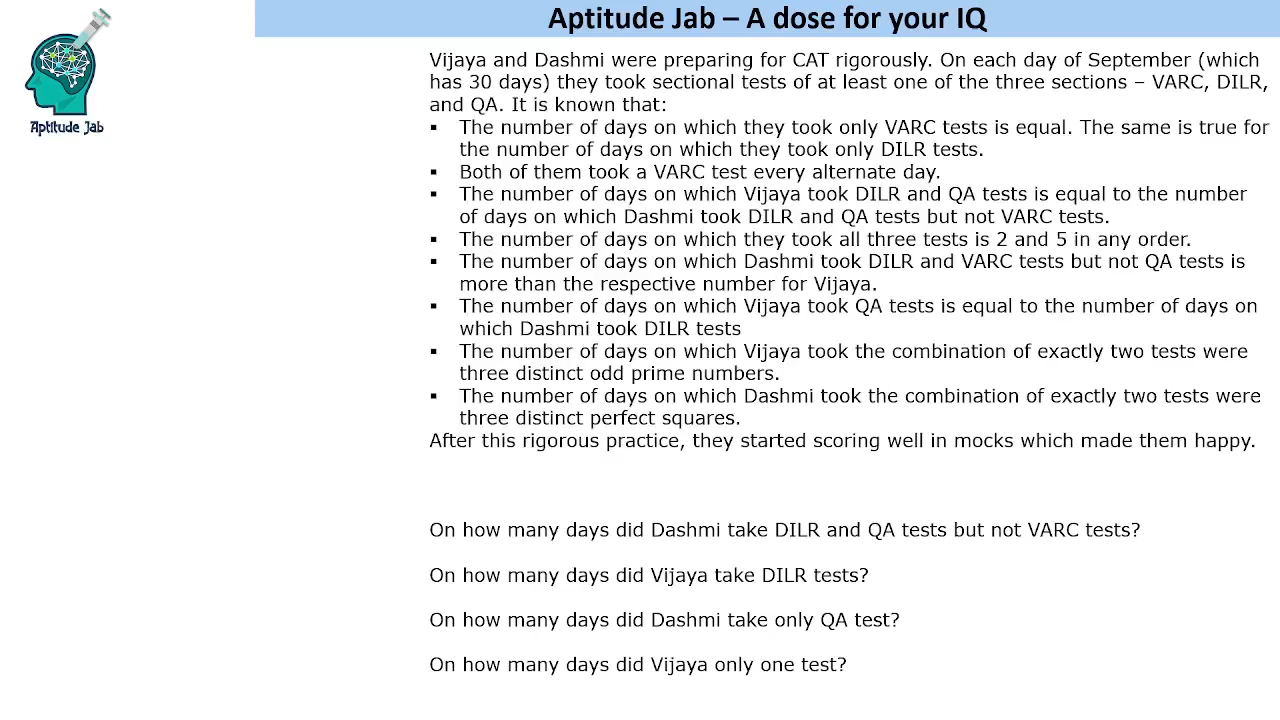 Aptitude Jab – A dose for your IQ
Aptitude Jab
Vijaya and Dashmi were preparing for CAT rigorously. On each day of September (which
has 30 days) they took sectional tests of at least one of the three sections – VARC, DILR,
and QA. It is known that:
▪ The number of days on which they took only VARC tests is equal. The same is true for
the number of days on which they took only DILR tests.
▪ Both of them took a VARC test every alternate day.
▪ The number of days on which Vijaya took DILR and QA tests is equal to the number
of days on which Dashmi took DILR and QA tests but not VARC tests.
▪ The number of days on which they took all three tests is 2 and 5 in any order.
▪ The number of days on which Dashmi took DILR and VARC tests but not QA tests is
more than the respective number for Vijaya.
▪ The number of days on which Vijaya took QA tests is equal to the number of days on
which Dashmi took DILR tests
▪ The number of days on which Vijaya took the combination of exactly two tests were
three distinct odd prime numbers.
▪ The number of days on which Dashmi took the combination of exactly two tests were
three distinct perfect squares.
After this rigorous practice, they started scoring well in mocks which made them happy.
On how many days did Dashmi take DILR and QA tests but not VARC tests?
On how many days did Vijaya take DILR tests?
On how many days did Dashmi take only QA test?
On how many days did Vijaya only one test?